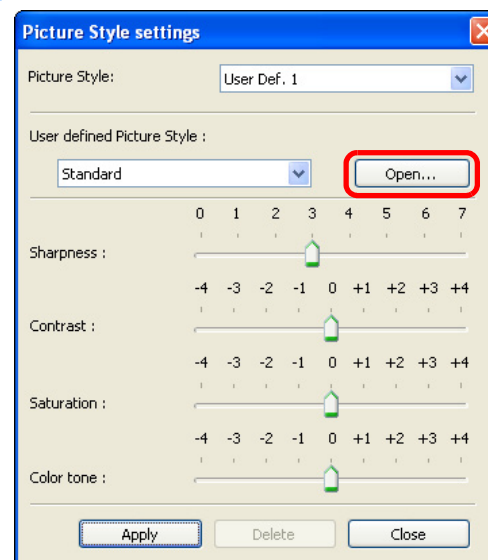 Picture Style settings
Picture Style: User Def. 1
User defined Picture Style :
Standard Open...
0 1 2 3 4 5 6 7
Sharpness :
-4 -3 -2 -1 0 +1 +2 +3 +4
Contrast :
-4 -3 -2 -1 0 +1 +2 +3 +4
Saturation :
-4 -3 -2 -1 0 +1 +2 +3 +4
Color tone :
Apply Delete Close